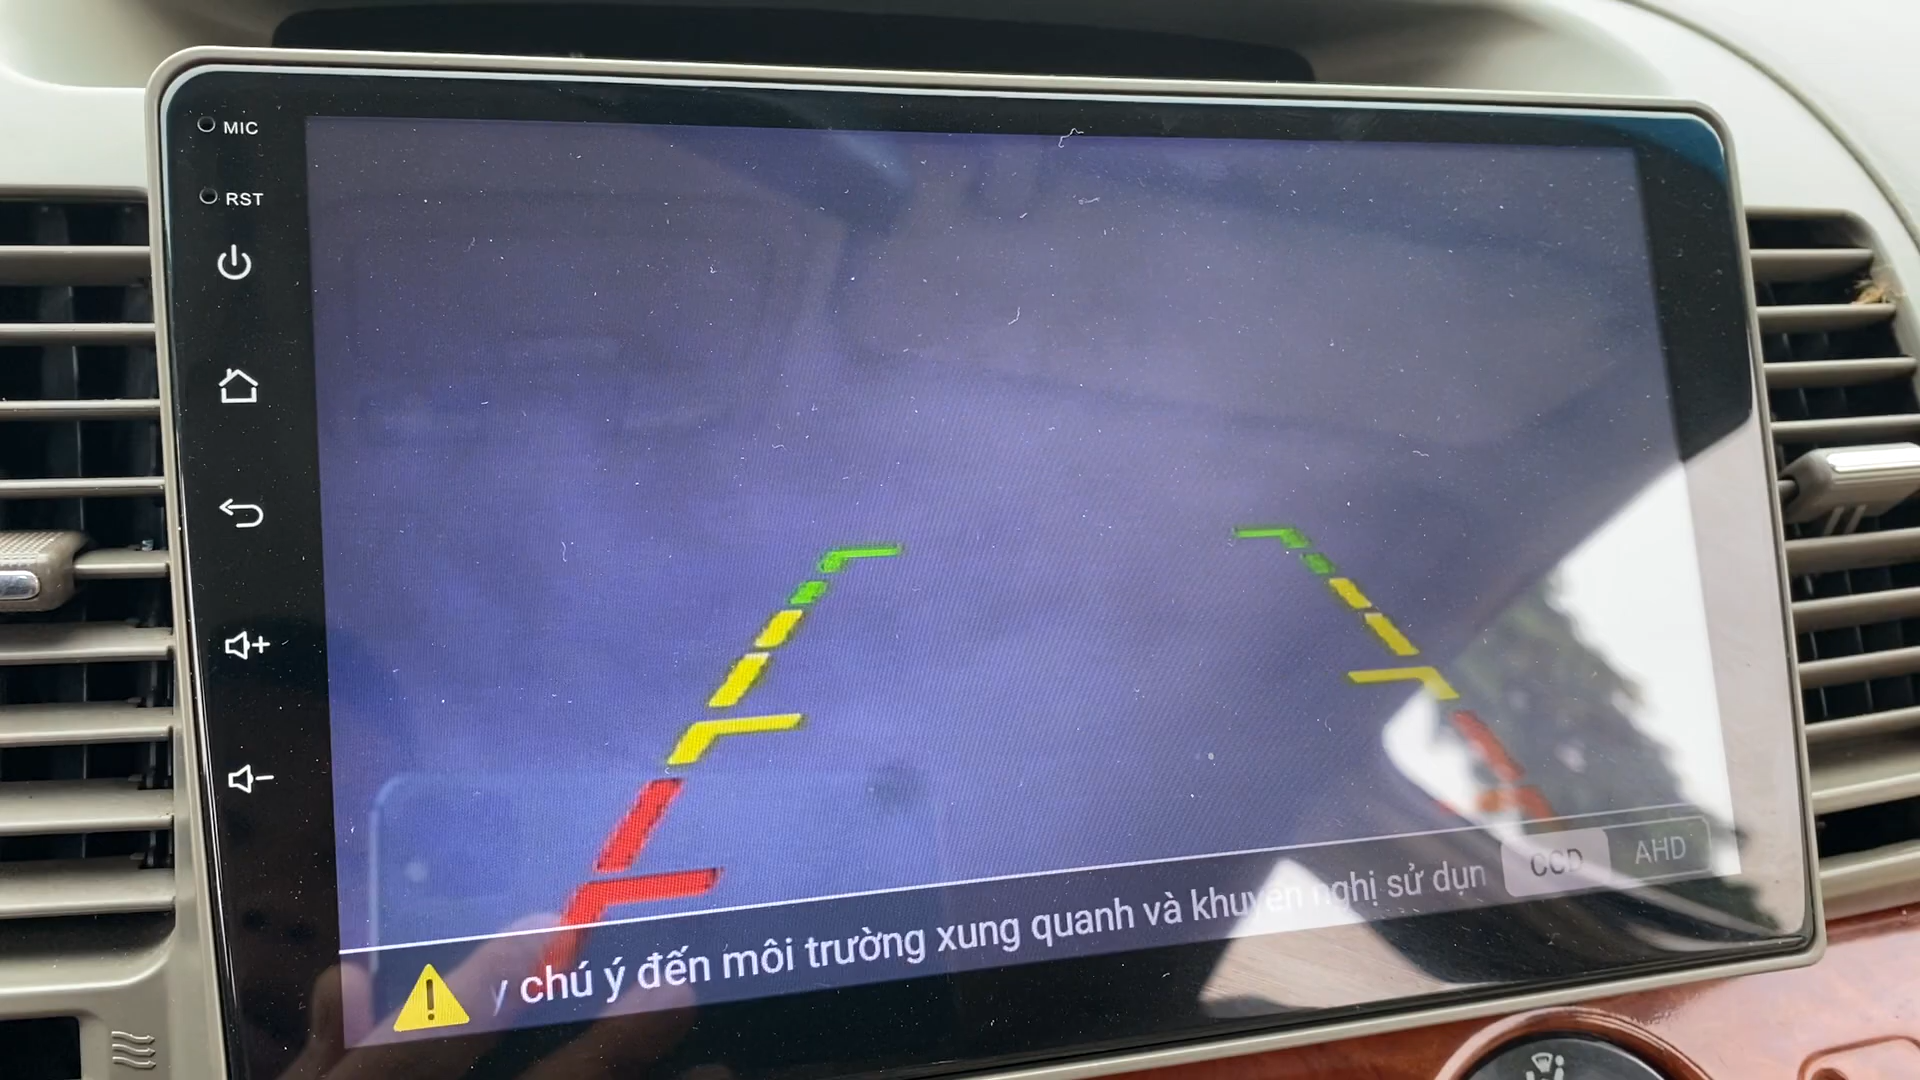 MIC
RST
chú ý đến môi trường xung quanh và khuyến nghị sử dụn
CCD
AHD